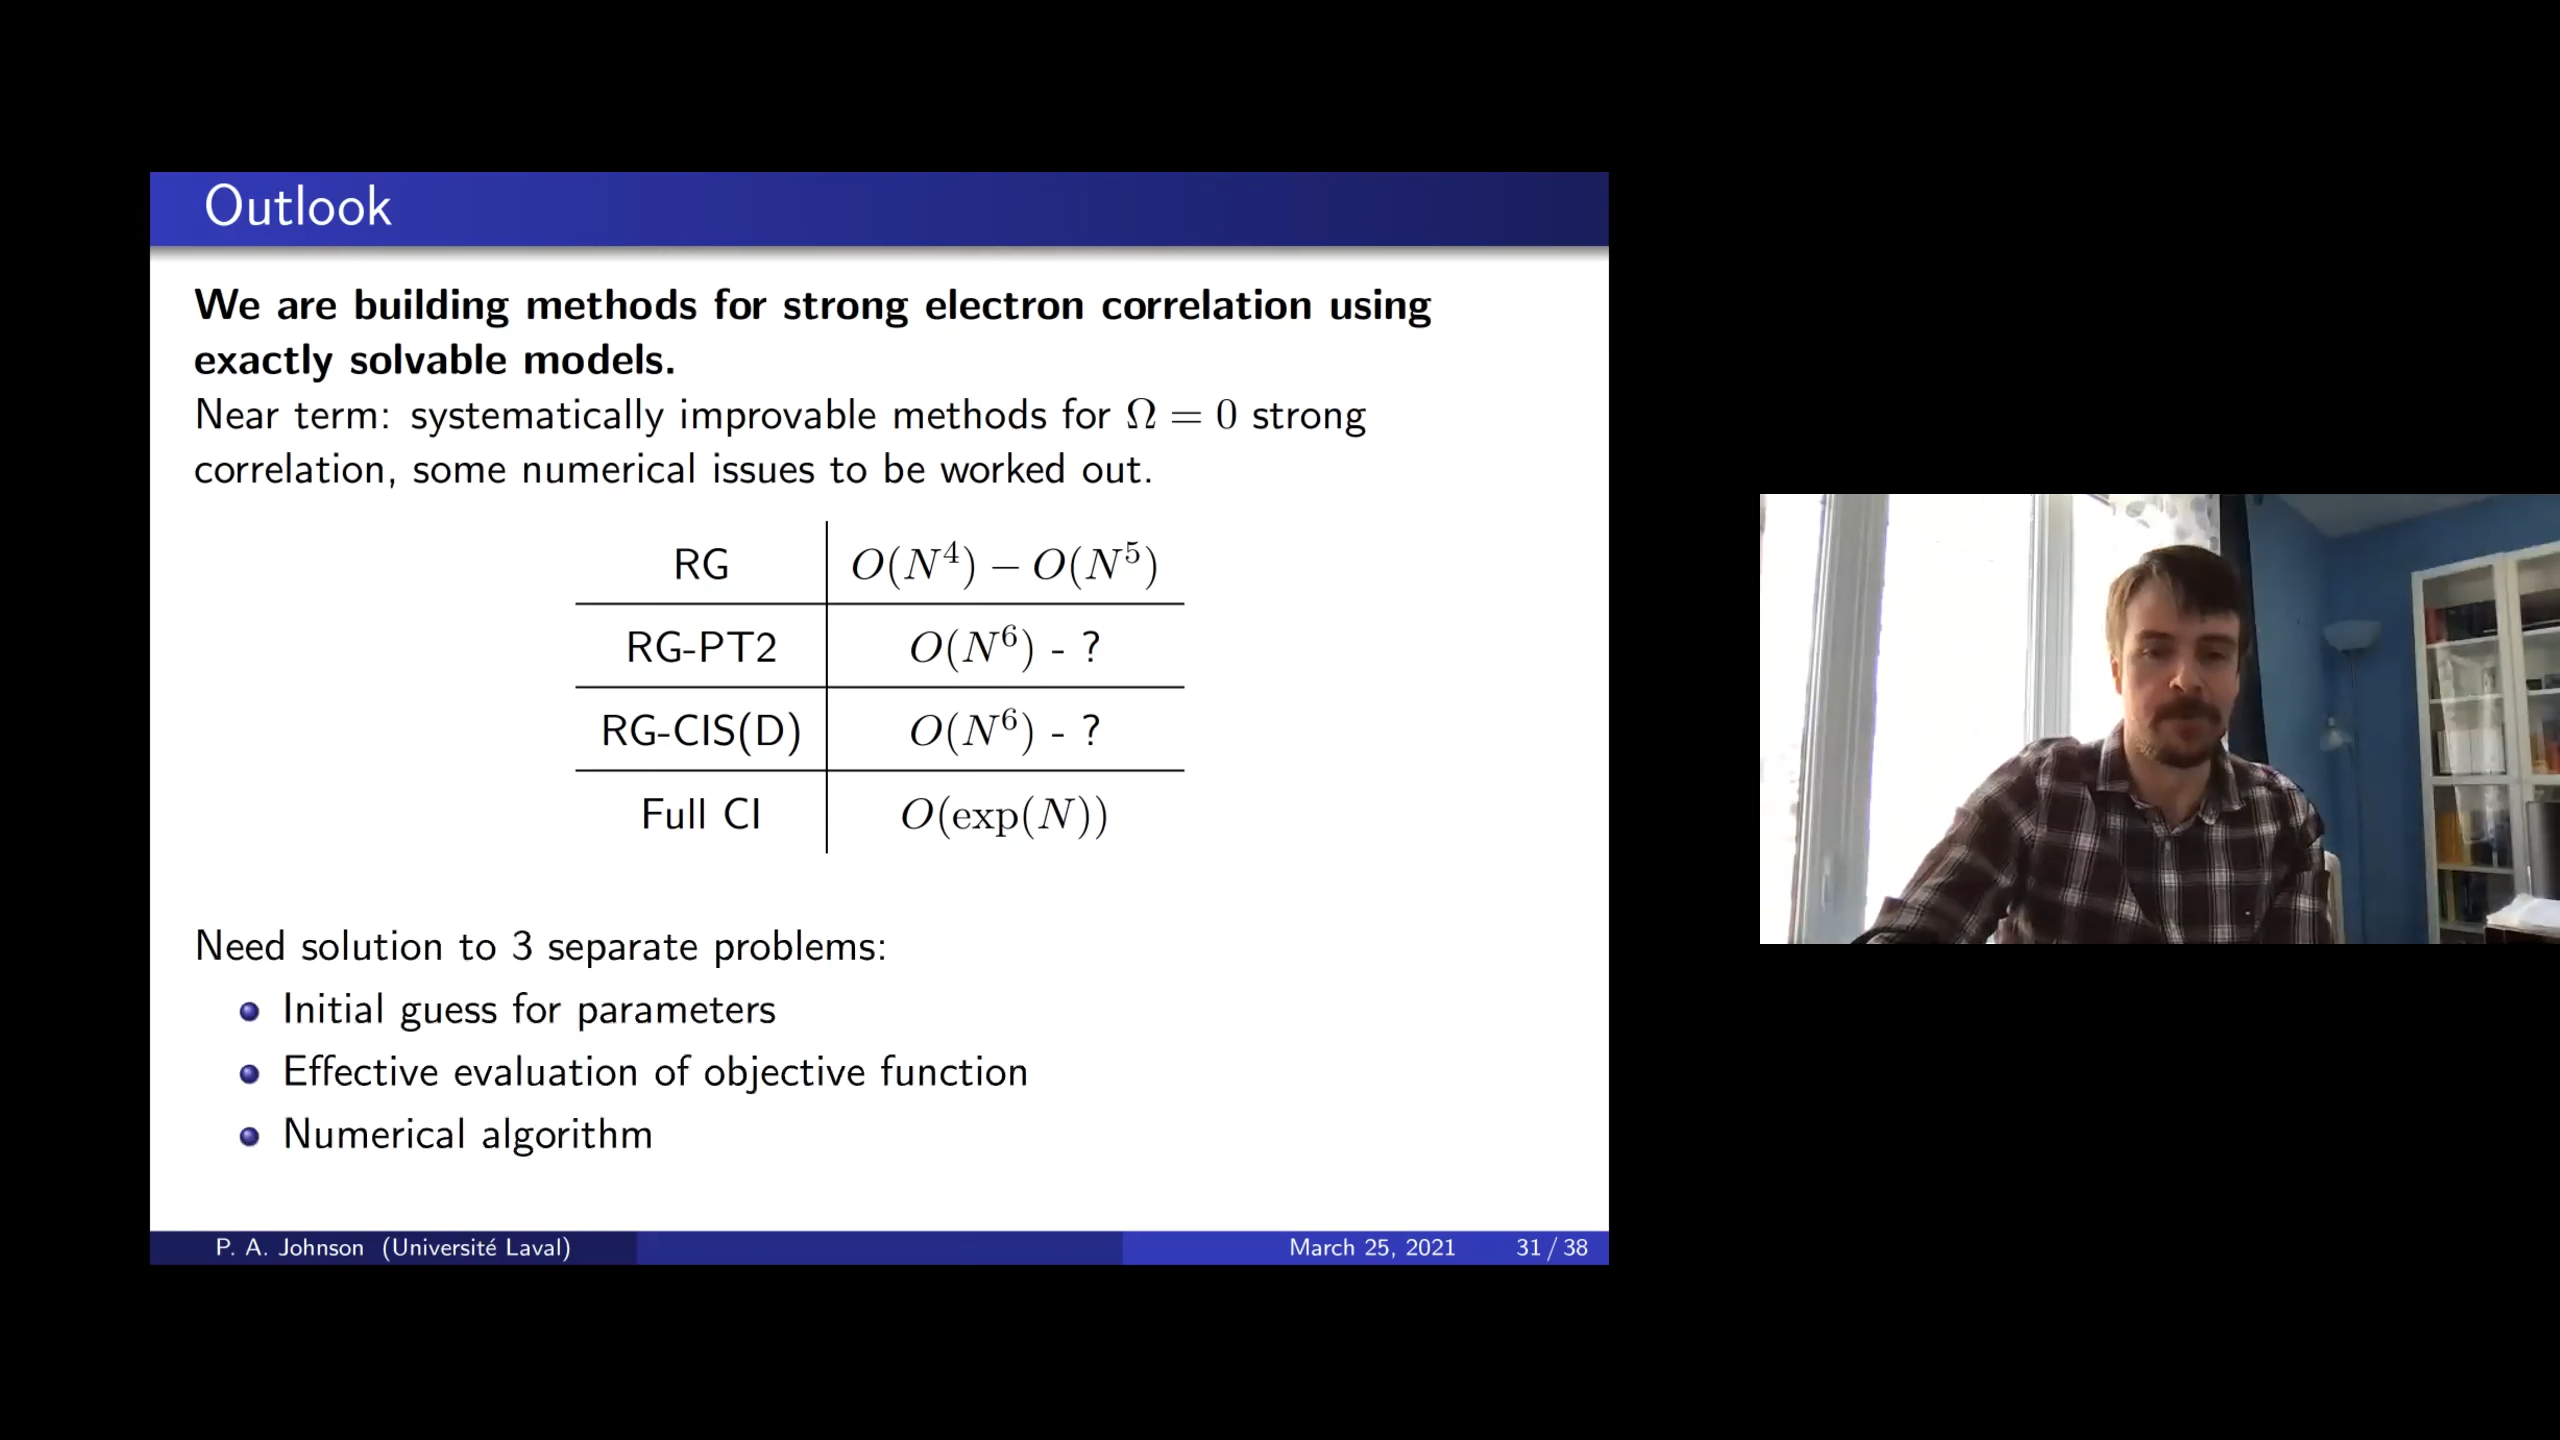 Outlook
We are building methods for strong electron correlation using
exactly solvable models.
Near term: systematically improvable methods for Ω = 0 strong
correlation, some numerical issues to be worked out.
RG O(N⁴) – O(N⁵)
RG-PT2 O(N⁶) - ?
RG-CIS(D) O(N⁶) - ?
Full CI O(exp(N))
Need solution to 3 separate problems:
Initial guess for parameters
Effective evaluation of objective function
Numerical algorithm
P. A. Johnson (Université Laval) March 25, 2021 31 / 38